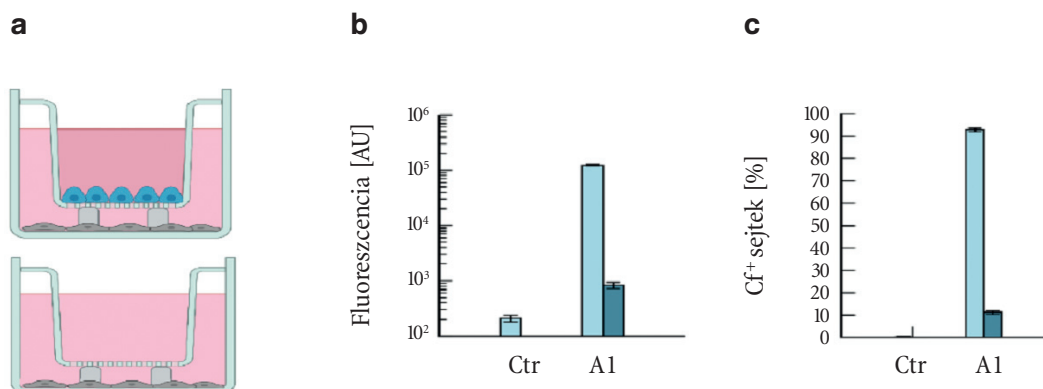 a
b
c
Fluoreszcencia [AU]
10⁶
10⁵
10⁴
10³
10²
Ctr
A1
Cf⁺ sejtek [%]
100
90
80
70
60
50
40
30
20
10
0
Ctr
A1